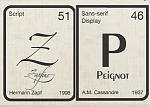 Script 51
Z
Zapfino
Hermann Zapf 1998
Sans-serif 46
Display
P
PEIGNOT
A.M. Cassandre 1937